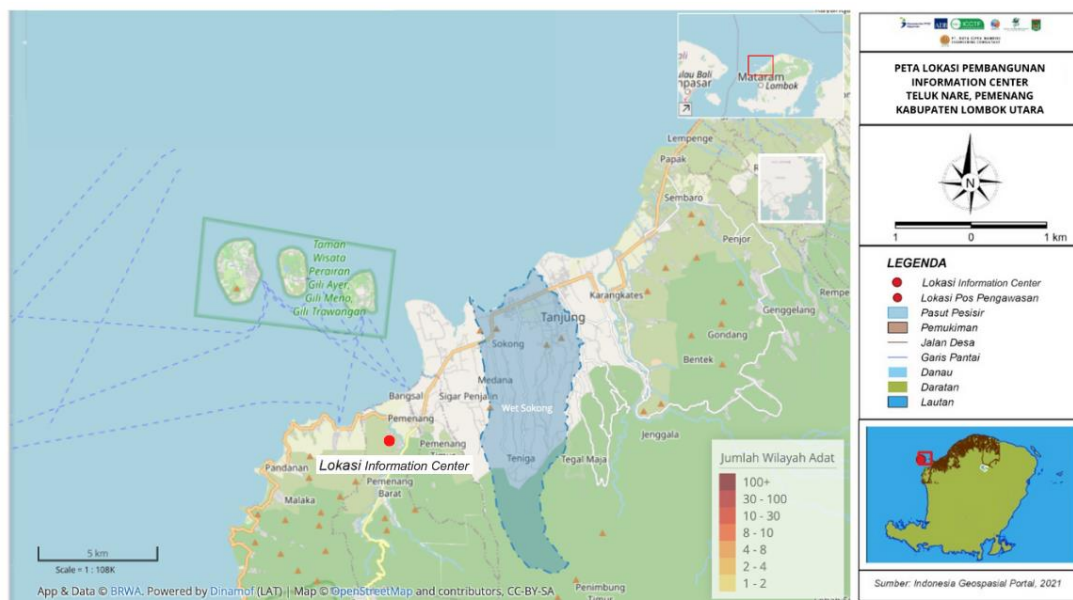 Mataram
Lombok
Lempenge
Papak
Sembaro
Penjor
Genggelang
Karangkates
Gondang
Bentek
Jenggala
Tanjung
Sokong
Medana
Sigar Penjalin
Wet Sokong
Teniga
Tegal Maja
Bangsal
Pemenang
Pemenang
Timur
Pemenang
Barat
Pandanan
Malaka
Penimbung
Timur
Taman
Wisata
Perairan
Gili Ayer,
Gili Meno,
Gili Trowangan
Lokasi Information Center
5 km
Scale = 1 : 108K
Jumlah Wilayah Adat
100+
30 - 100
10 - 30
8 - 10
4 - 8
2 - 4
1 - 2
App & Data © BRWA. Powered by Dinamof (LAT) | Map © OpenStreetMap and contributors, CC-BY-SA
ICCTF
PETA LOKASI PEMBANGUNAN
INFORMATION CENTER
TELUK NARE, PEMENANG
KABUPATEN LOMBOK UTARA
N
1 0 1 km
LEGENDA
Lokasi Information Center
Lokasi Pos Pengawasan
Pasut Pesisir
Pemukiman
Jalan Desa
Garis Pantai
Danau
Daratan
Lautan
Sumber: Indonesia Geospasial Portal, 2021